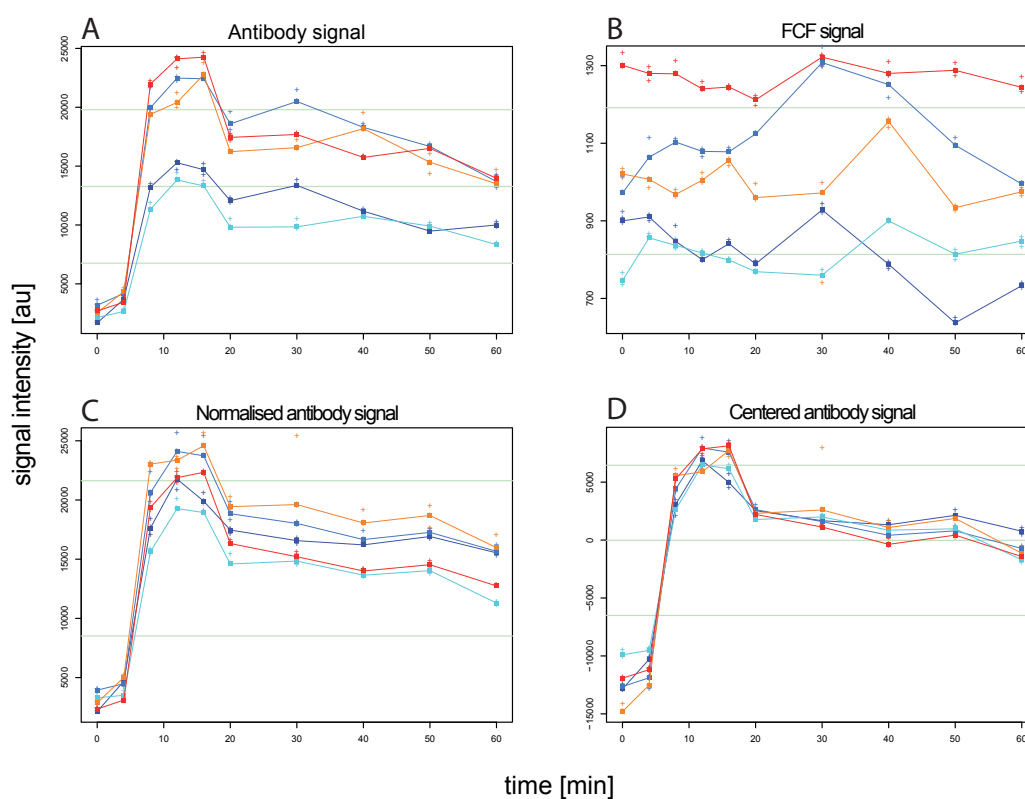 A
Antibody signal
B
FCF signal
25000
20000
15000
10000
5000
0 10 20 30 40 50 60
1300
1100
900
700
0 10 20 30 40 50 60
signal intensity [au]
C
Normalised antibody signal
D
Centered antibody signal
25000
20000
15000
10000
5000
0 10 20 30 40 50 60
5000
0
−5000
−10000
−15000
0 10 20 30 40 50 60
time [min]